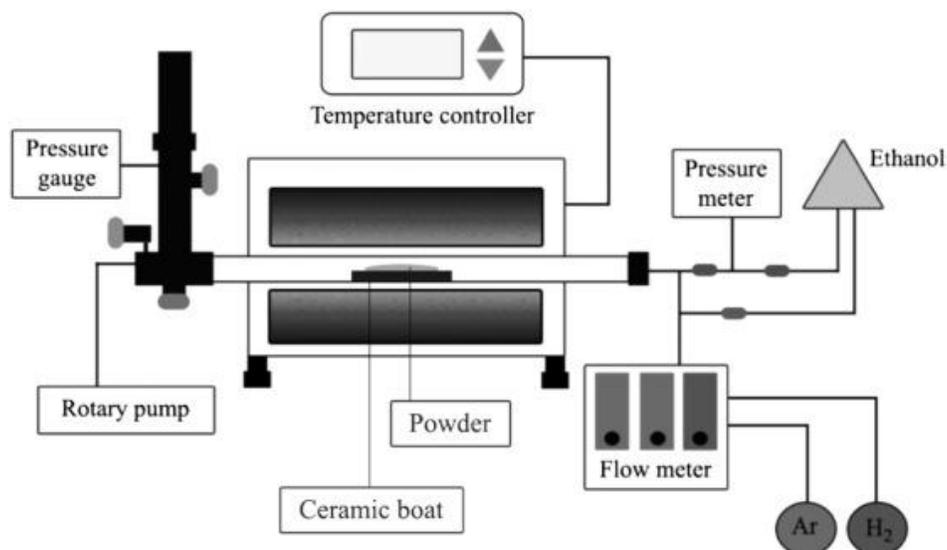 Temperature controller
Pressure
gauge
Pressure
meter
Ethanol
Rotary pump
Powder
Ceramic boat
Flow meter
Ar
H₂